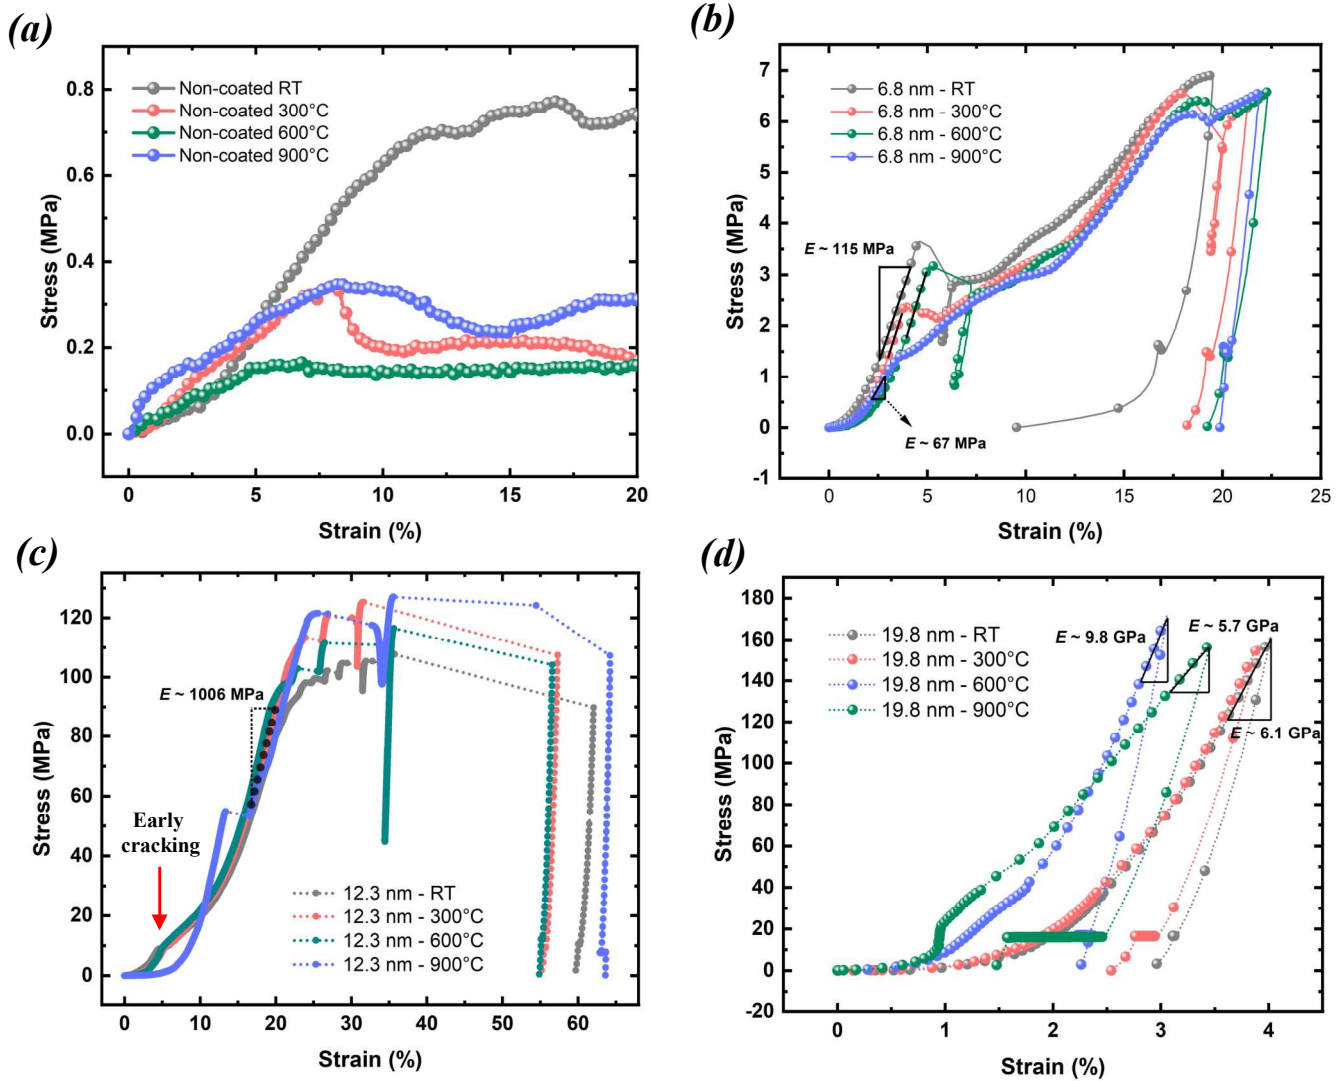 (a)
0.8
0.6
0.4
0.2
0.0
Stress (MPa)
Non-coated RT
Non-coated 300°C
Non-coated 600°C
Non-coated 900°C
0
5
10
15
20
Strain (%)
(b)
7
6
5
4
3
2
1
0
-1
Stress (MPa)
6.8 nm - RT
6.8 nm - 300°C
6.8 nm - 600°C
6.8 nm - 900°C
E ~ 115 MPa
E ~ 67 MPa
0
5
10
15
20
25
Strain (%)
(c)
120
100
80
60
40
20
0
Stress (MPa)
E ~ 1006 MPa
Early
cracking
12.3 nm - RT
12.3 nm - 300°C
12.3 nm - 600°C
12.3 nm - 900°C
0
10
20
30
40
50
60
Strain (%)
(d)
180
160
140
120
100
80
60
40
20
0
-20
Stress (MPa)
19.8 nm - RT
19.8 nm - 300°C
19.8 nm - 600°C
19.8 nm - 900°C
E ~ 9.8 GPa
E ~ 5.7 GPa
E ~ 6.1 GPa
0
1
2
3
4
Strain (%)